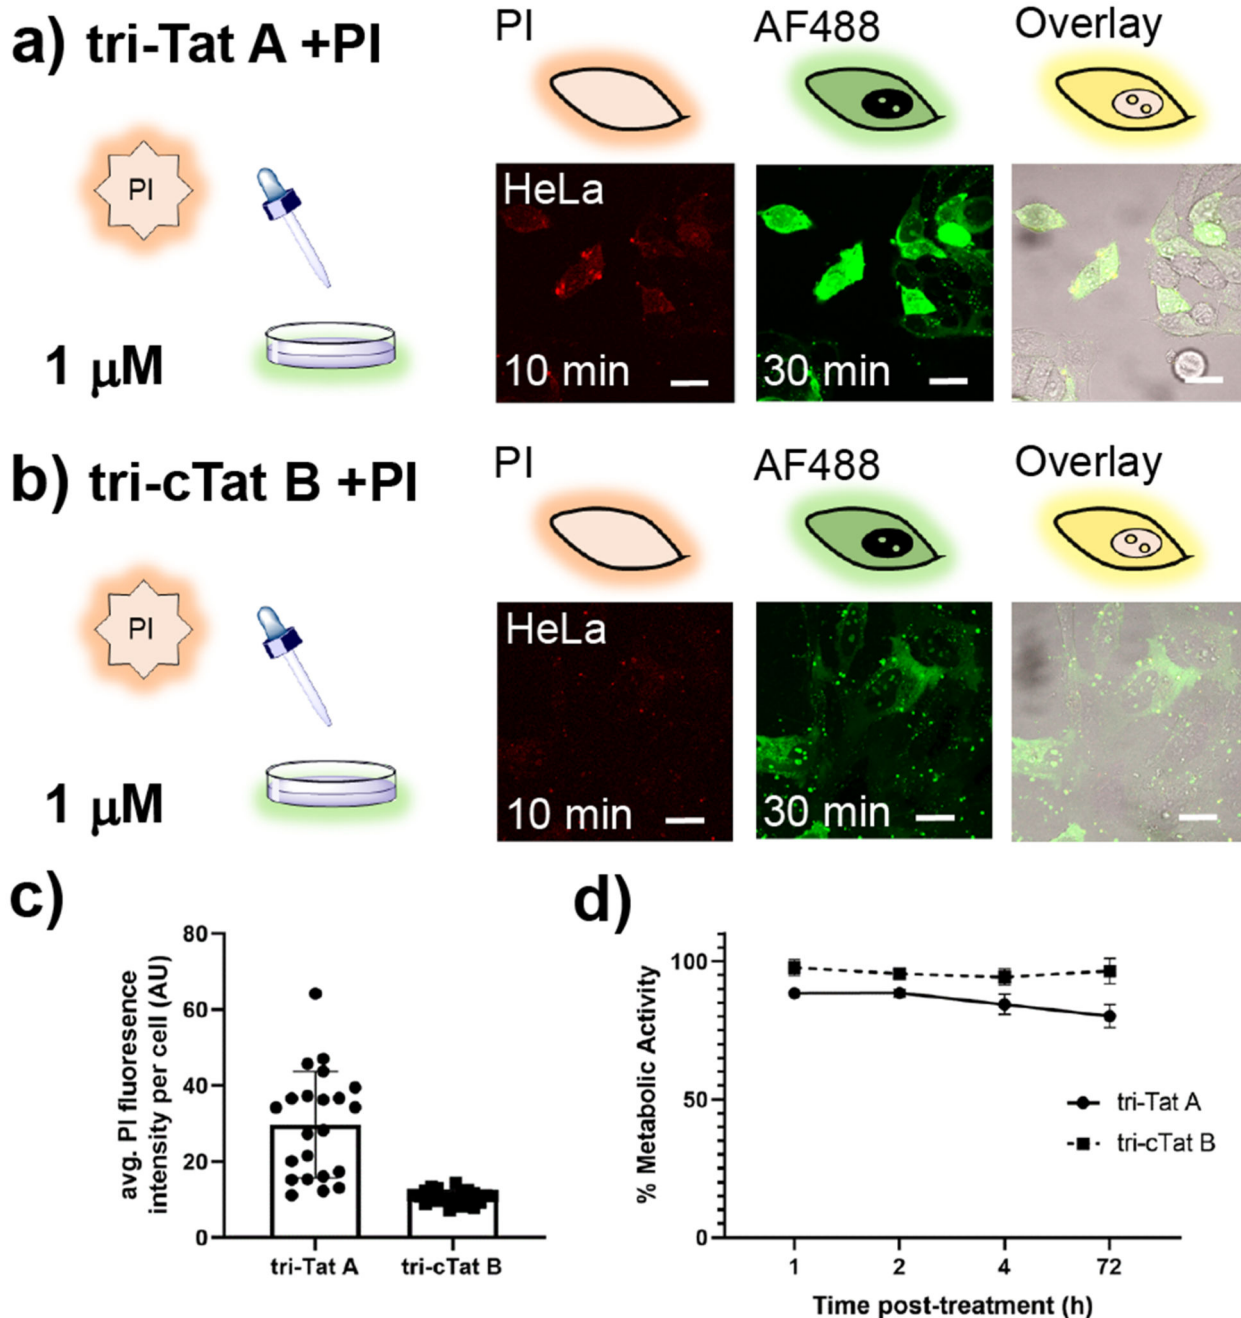 a) tri-Tat A +PI
PI
AF488
Overlay
PI
1 μM
HeLa
10 min
30 min
b) tri-cTat B +PI
PI
AF488
Overlay
PI
1 μM
HeLa
10 min
30 min
c)
avg. PI fluoresence
intensity per cell (AU)
80
60
40
20
0
tri-Tat A
tri-cTat B
d)
% Metabolic Activity
100
50
0
tri-Tat A
tri-cTat B
1
2
4
72
Time post-treatment (h)